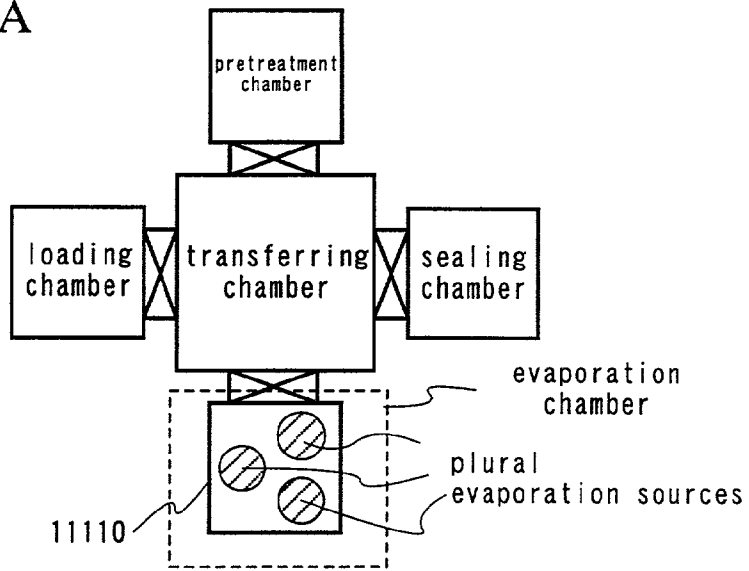 A
pretreatment
chamber
loading
chamber
transferring
chamber
sealing
chamber
evaporation
chamber
plural
evaporation sources
11110